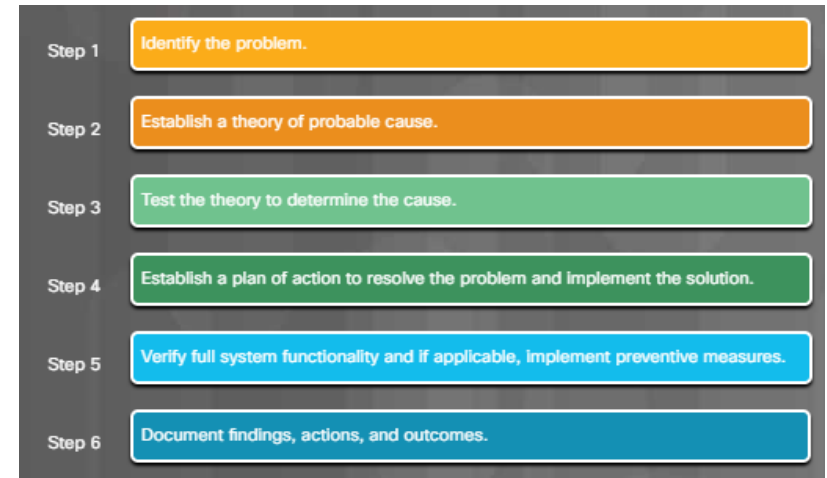 Step 1 Identify the problem.
Step 2 Establish a theory of probable cause.
Step 3 Test the theory to determine the cause.
Step 4 Establish a plan of action to resolve the problem and implement the solution.
Step 5 Verify full system functionality and if applicable, implement preventive measures.
Step 6 Document findings, actions, and outcomes.